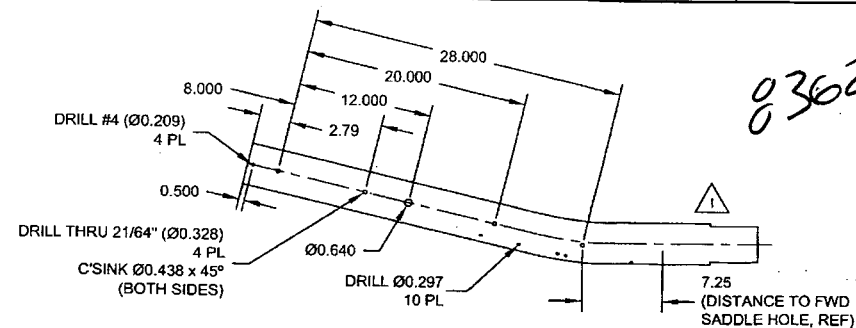 28.000
20.000
8.000
12.000
2.79
DRILL #4 (Ø0.209)
4 PL
0.500
DRILL THRU 21/64" (Ø0.328)
4 PL
C'SINK Ø0.438 x 45°
(BOTH SIDES)
Ø0.640
DRILL Ø0.297
10 PL
1
7.25
(DISTANCE TO FWD
SADDLE HOLE, REF)